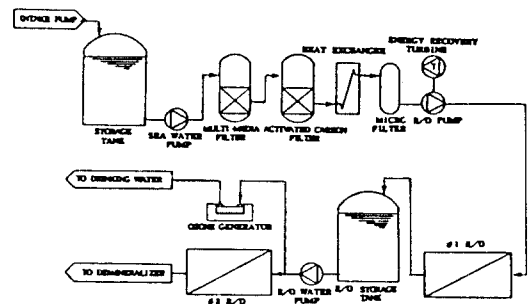 INTAKE PUMP
HEAT EXCHANGER
ENERGY RECOVERY
TURBINE
STORAGE
TANK
SEA WATER
PUMP
MULTI-MEDIA
FILTER
ACTIVATED CARBON
FILTER
MICRO
FILTER
R/O PUMP
TO DRINKING WATER
OZONE GENERATOR
TO DEMINERALIZER
#2 R/O
R/O WATER
PUMP
R/O STORAGE
TANK
#1 R/O